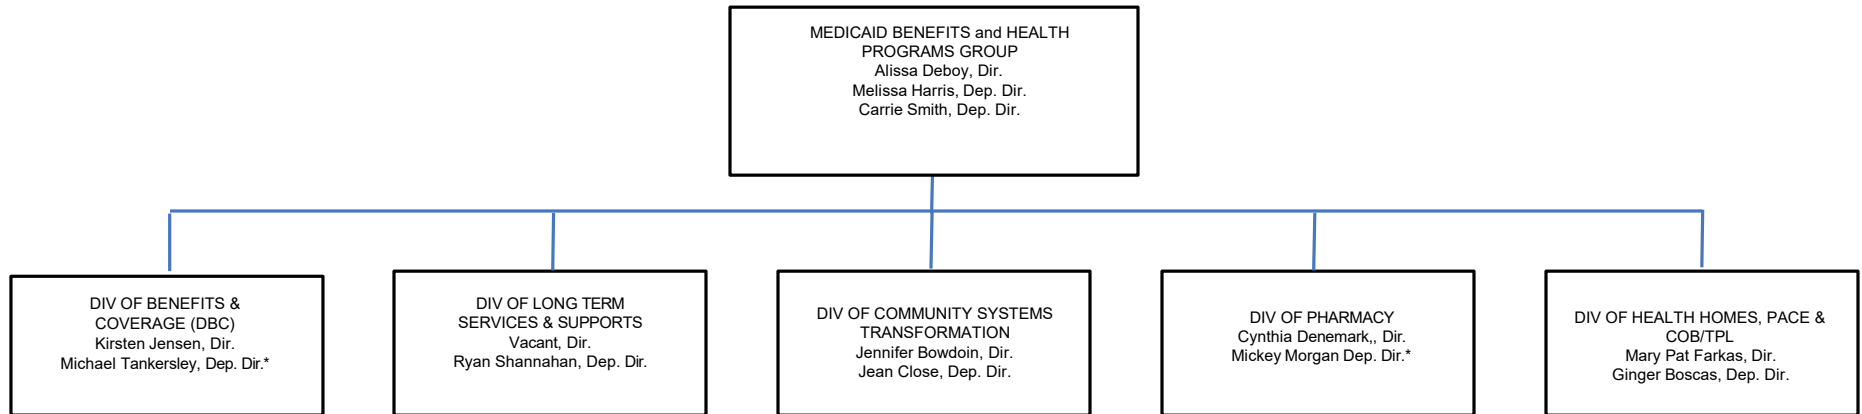 MEDICAID BENEFITS and HEALTH
PROGRAMS GROUP
Alissa Deboy, Dir.
Melissa Harris, Dep. Dir.
Carrie Smith, Dep. Dir.
DIV OF BENEFITS &
COVERAGE (DBC)
Kirsten Jensen, Dir.
Michael Tankersley, Dep. Dir.*
DIV OF LONG TERM
SERVICES & SUPPORTS
Vacant, Dir.
Ryan Shannahan, Dep. Dir.
DIV OF COMMUNITY SYSTEMS
TRANSFORMATION
Jennifer Bowdoin, Dir.
Jean Close, Dep. Dir.
DIV OF PHARMACY
Cynthia Denemark,, Dir.
Mickey Morgan Dep. Dir.*
DIV OF HEALTH HOMES, PACE &
COB/TPL
Mary Pat Farkas, Dir.
Ginger Boscas, Dep. Dir.